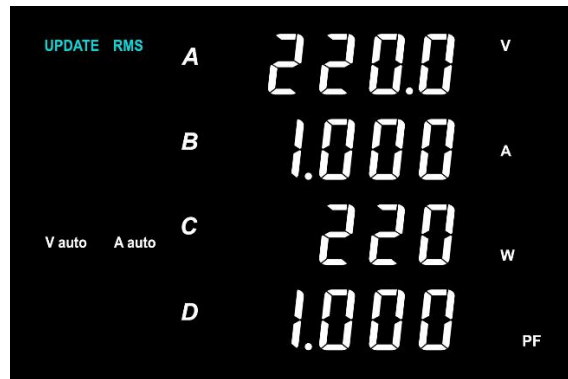 UPDATE RMS A 220.0 V
B 1.000 A
V auto A auto C 220 W
D 1.000 PF